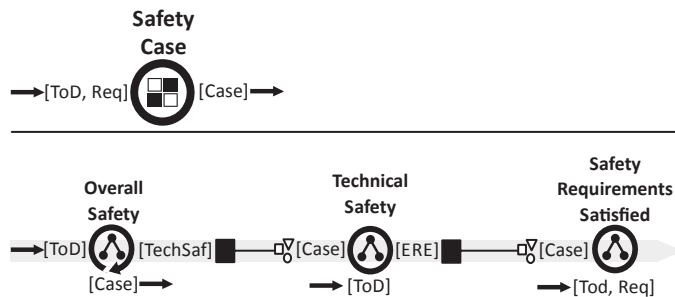 Safety
Case
[ToD, Req] [Case]
Overall
Safety
Technical
Safety
Safety
Requirements
Satisfied
[ToD] [TechSaf] [Case] [ERE] [Case]
[Case] [ToD] [Tod, Req]